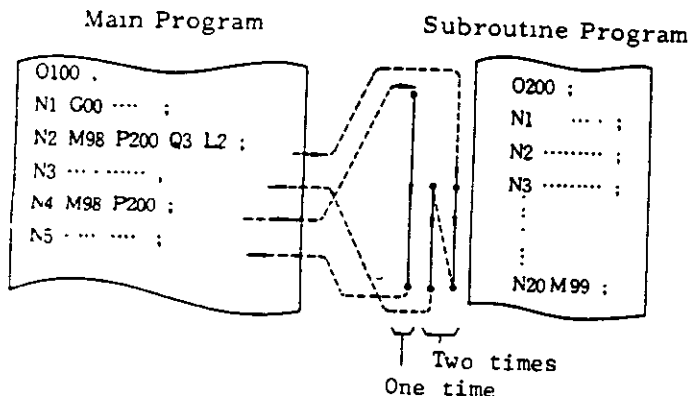 Main Program
O100 ,
N1 G00 ···· ;
N2 M98 P200 Q3 L2 ;
N3 ··· ······· ,
N4 M98 P200 ;
N5 · ··· ···· ;
Subroutine Program
O200 ;
N1 ··· · ;
N2 ········· ;
N3 ········· ;
N20 M99 ;
Two times
One time